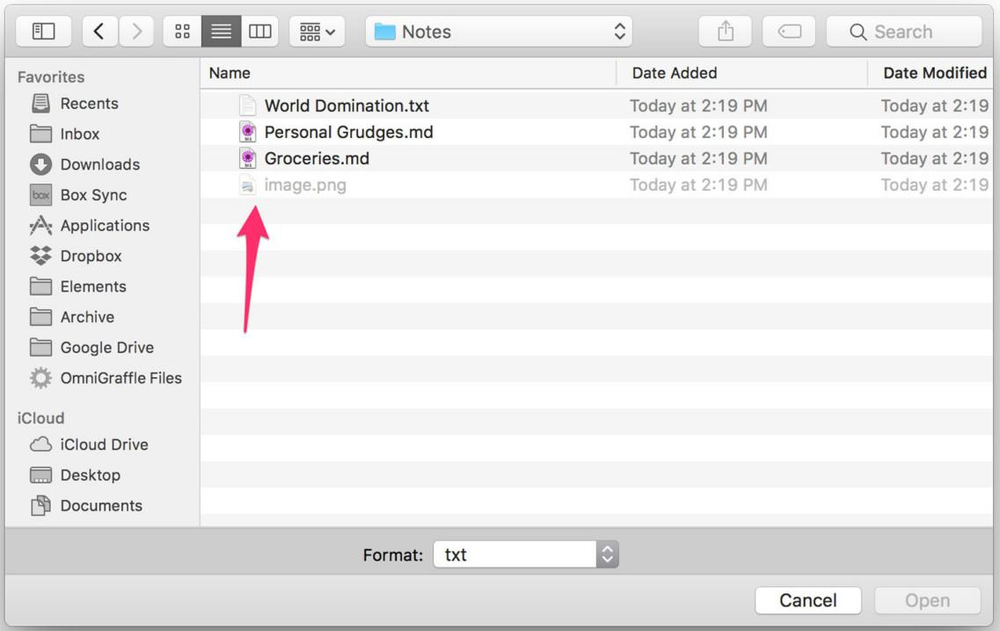 Notes
Search
Favorites
Recents
Inbox
Downloads
box Box Sync
Applications
Dropbox
Elements
Archive
Google Drive
OmniGraffle Files
iCloud
iCloud Drive
Desktop
Documents
Name Date Added Date Modified
World Domination.txt Today at 2:19 PM Today at 2:19
Personal Grudges.md Today at 2:19 PM Today at 2:19
Groceries.md Today at 2:19 PM Today at 2:19
image.png Today at 2:19 PM Today at 2:19
Format: txt
Cancel Open